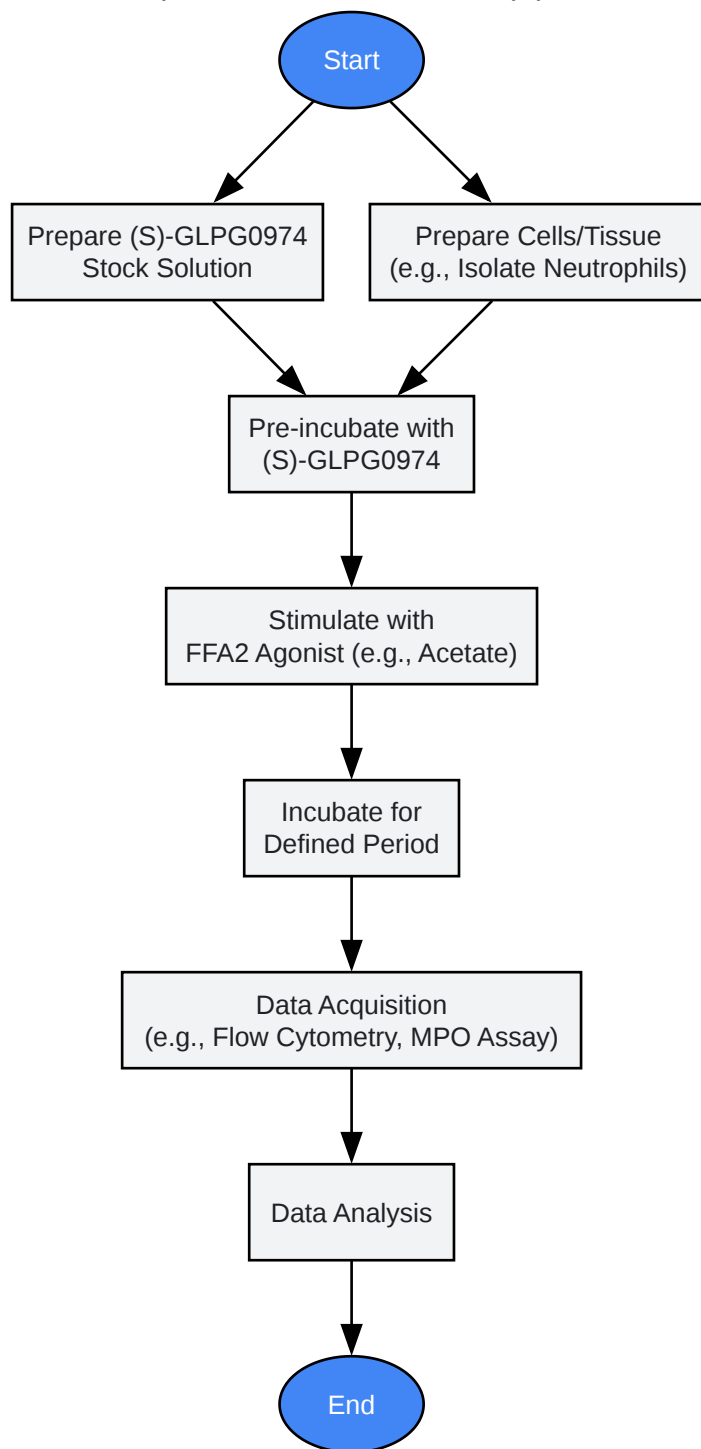 Start
Prepare (S)-GLPG0974
Stock Solution
Prepare Cells/Tissue
(e.g., Isolate Neutrophils)
Pre-incubate with
(S)-GLPG0974
Stimulate with
FFA2 Agonist (e.g., Acetate)
Incubate for
Defined Period
Data Acquisition
(e.g., Flow Cytometry, MPO Assay)
Data Analysis
End